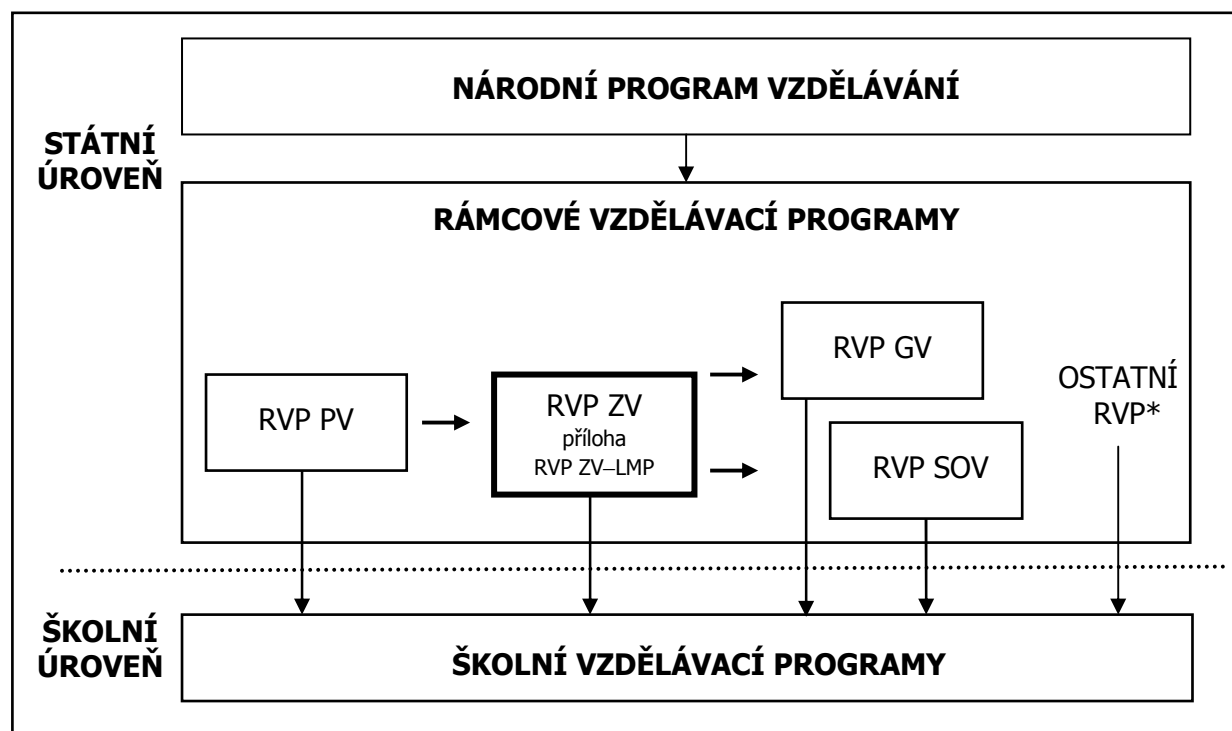 NÁRODNÍ PROGRAM VZDĚLÁVÁNÍ
STÁTNÍ
ÚROVEŇ
RÁMCOVÉ VZDĚLÁVACÍ PROGRAMY
RVP PV
RVP ZV
příloha
RVP ZV–LMP
RVP GV
RVP SOV
OSTATNÍ
RVP*
ŠKOLNÍ
ÚROVEŇ
ŠKOLNÍ VZDĚLÁVACÍ PROGRAMY